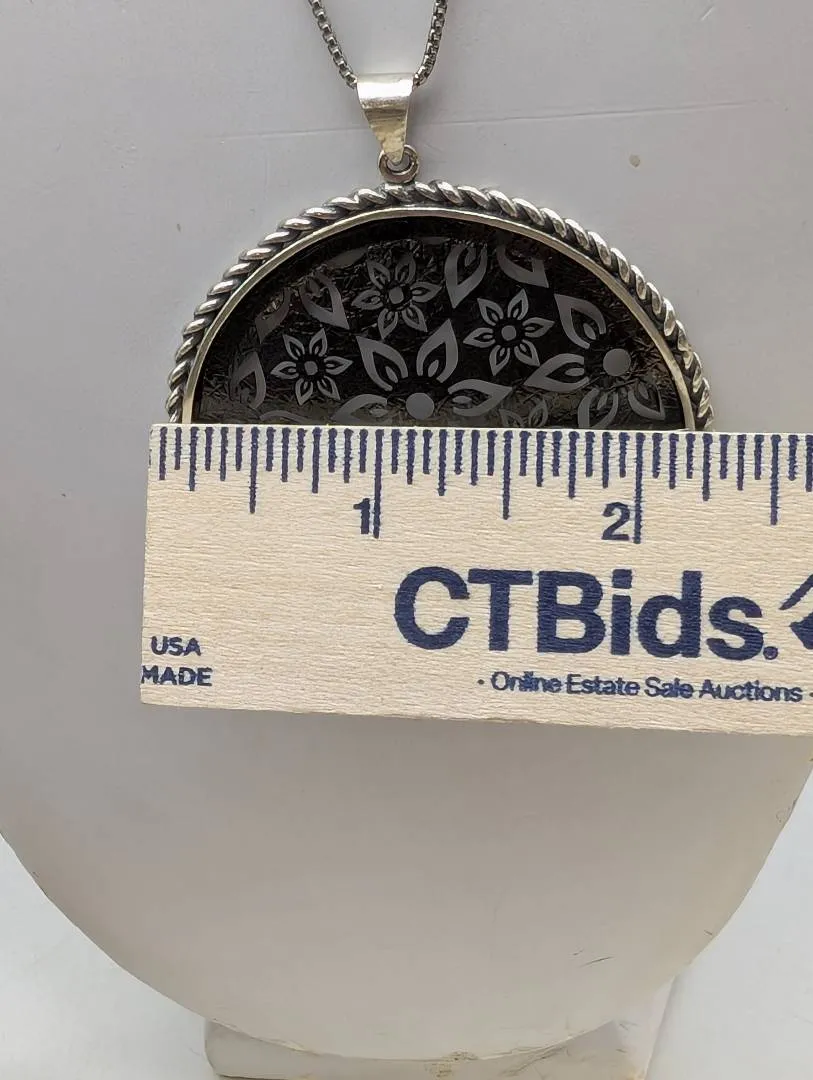 1 2
CTBids.
USA
MADE
· Online Estate Sale Auctions ·